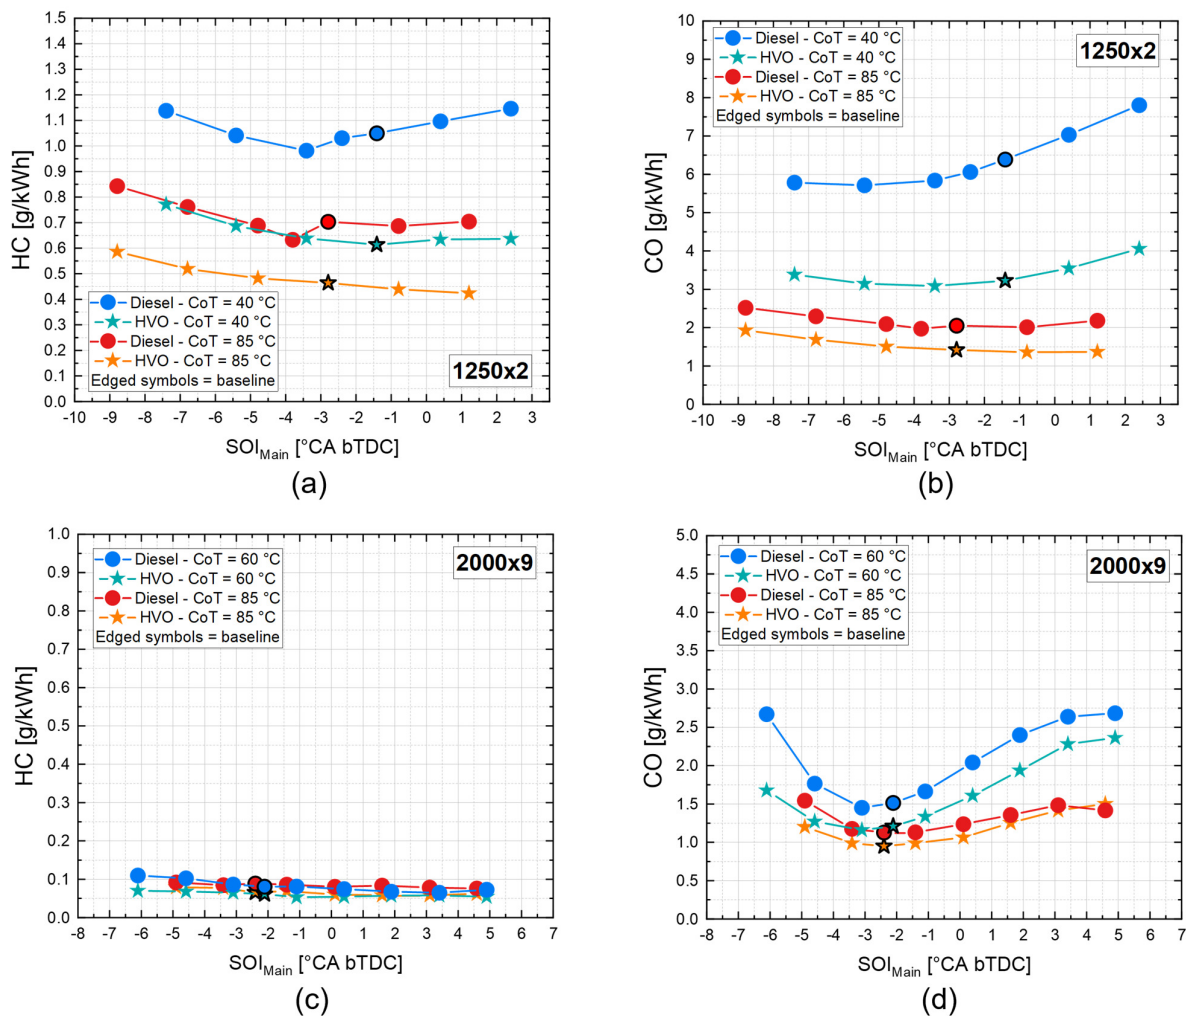 1.5
1.4
1.3
1.2
1.1
1.0
0.9
0.8
0.7
0.6
0.5
0.4
0.3
0.2
0.1
0.0
HC [g/kWh]
Diesel - CoT = 40 °C
HVO - CoT = 40 °C
Diesel - CoT = 85 °C
HVO - CoT = 85 °C
Edged symbols = baseline
1250x2
-10 -9 -8 -7 -6 -5 -4 -3 -2 -1 0 1 2 3
SOIMain [°CA bTDC]
(a)
10
9
8
7
6
5
4
3
2
1
0
CO [g/kWh]
Diesel - CoT = 40 °C
HVO - CoT = 40 °C
Diesel - CoT = 85 °C
HVO - CoT = 85 °C
Edged symbols = baseline
1250x2
-10 -9 -8 -7 -6 -5 -4 -3 -2 -1 0 1 2 3
SOIMain [°CA bTDC]
(b)
1.0
0.9
0.8
0.7
0.6
0.5
0.4
0.3
0.2
0.1
0.0
HC [g/kWh]
Diesel - CoT = 60 °C
HVO - CoT = 60 °C
Diesel - CoT = 85 °C
HVO - CoT = 85 °C
Edged symbols = baseline
2000x9
-8 -7 -6 -5 -4 -3 -2 -1 0 1 2 3 4 5 6 7
SOIMain [°CA bTDC]
(c)
5.0
4.5
4.0
3.5
3.0
2.5
2.0
1.5
1.0
0.5
0.0
CO [g/kWh]
Diesel - CoT = 60 °C
HVO - CoT = 60 °C
Diesel - CoT = 85 °C
HVO - CoT = 85 °C
Edged symbols = baseline
2000x9
-8 -7 -6 -5 -4 -3 -2 -1 0 1 2 3 4 5 6 7
SOIMain [°CA bTDC]
(d)